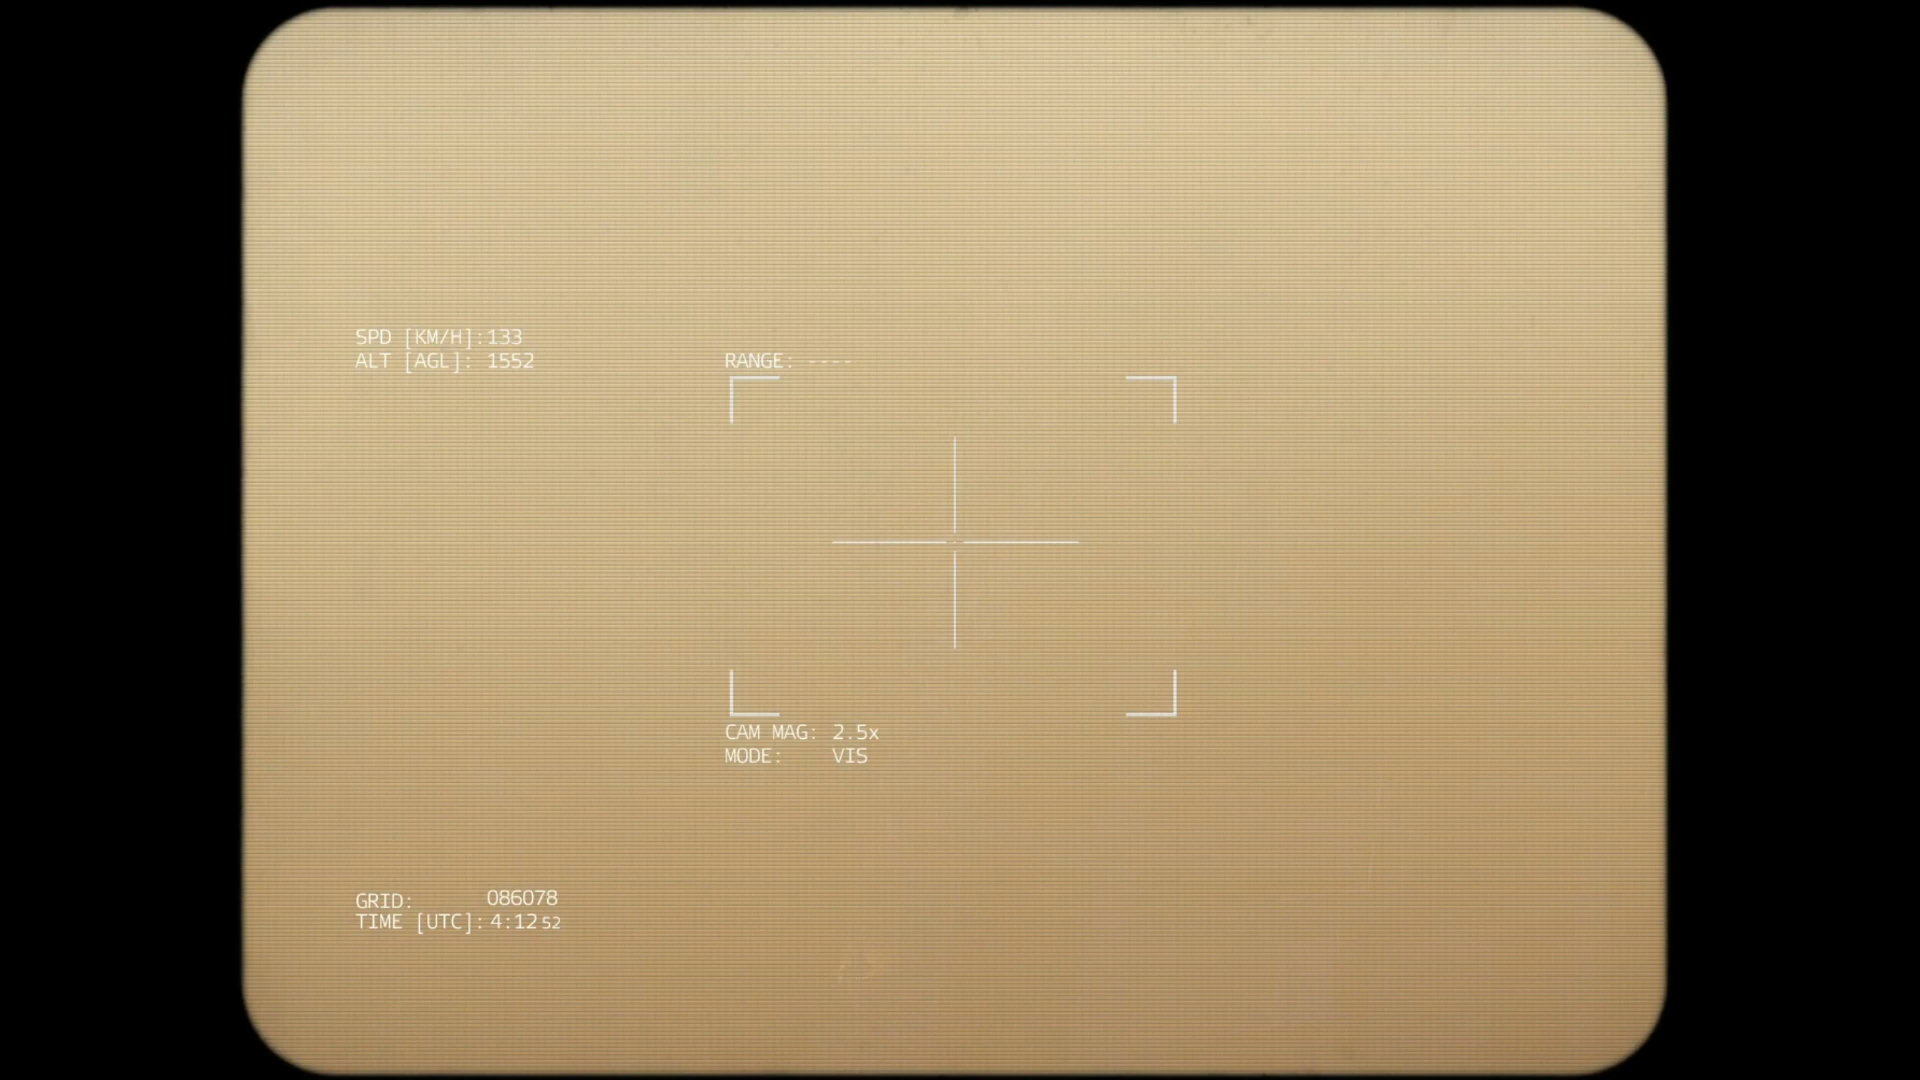 SPD [KM/H]:133
ALT [AGL]: 1552
RANGE: ----
CAM MAG: 2.5x
MODE: VIS
GRID: 086078
TIME [UTC]:4:12 52